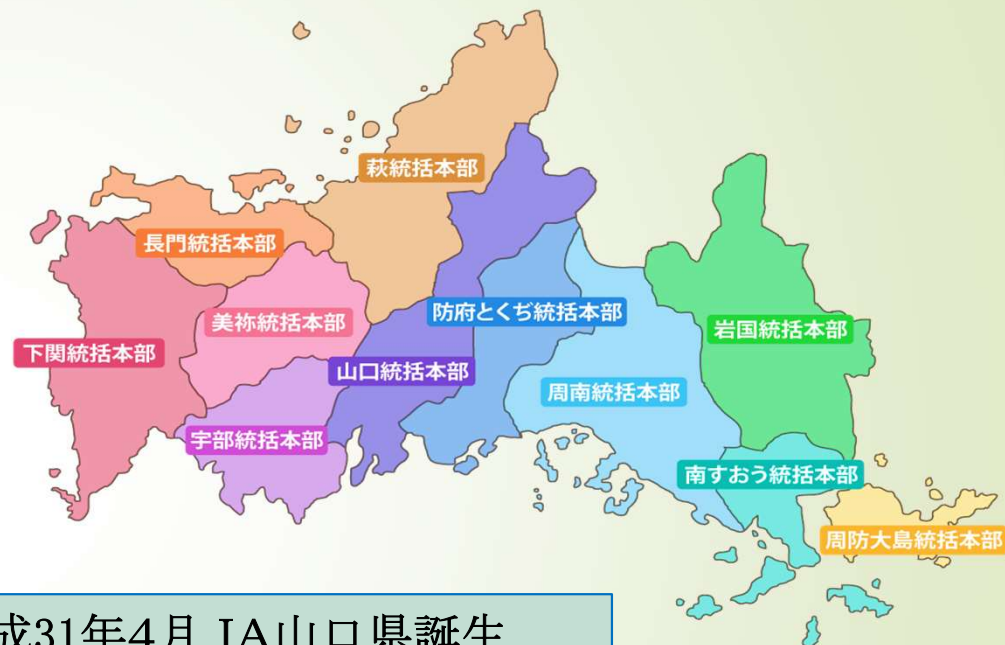 萩統括本部
長門統括本部
美祢統括本部
防府とくぢ統括本部
岩国統括本部
下関統括本部
山口統括本部
周南統括本部
宇部統括本部
南すおう統括本部
周防大島統括本部
成31年4月 JA山口県誕生